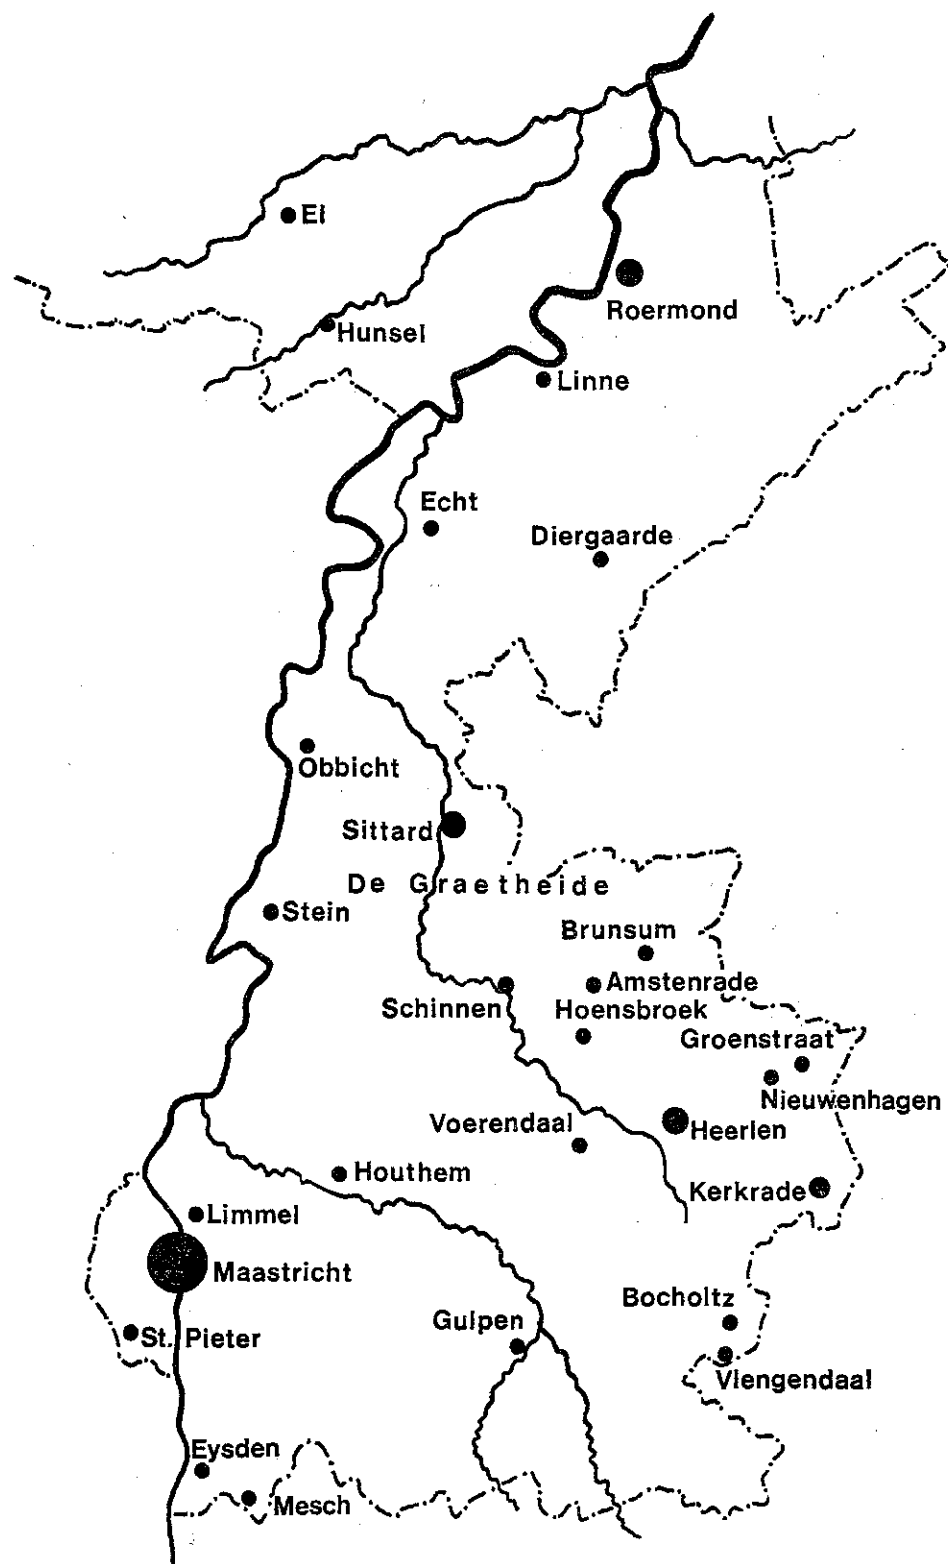 Ei
Roermond
Hunsel
Linne
Echt
Diergaarde
Obbicht
Sittard
De Graetheide
Stein
Brunsum
Amstenrade
Schinnen
Hoensbroek
Groenstraat
Nieuwenhagen
Voerendaal
Heerlen
Houthem
Kerkrade
Limmel
Maastricht
Bocholtz
Gulpen
St. Pieter
Vlengendaal
Eysden
Mesch